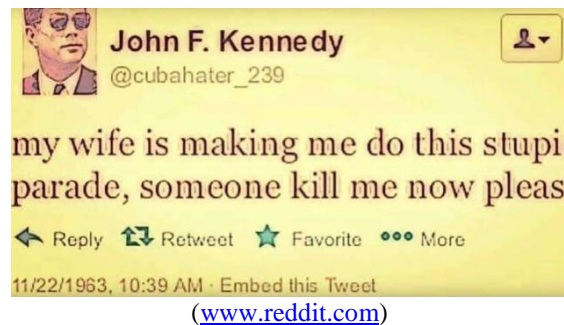 John F. Kennedy
@cubahater_239
my wife is making me do this stupi
parade, someone kill me now pleas
Reply Retweet Favorite More
11/22/1963, 10:39 AM · Embed this Tweet
(www.reddit.com)